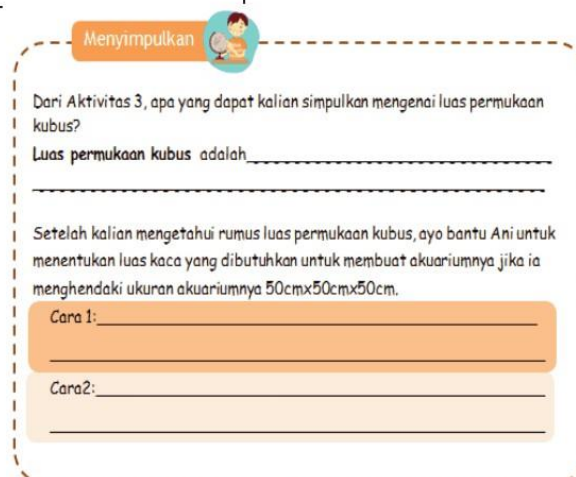 Menyimpulkan
Dari Aktivitas 3, apa yang dapat kalian simpulkan mengenai luas permukaan
kubus?
Luas permukaan kubus adalah
Setelah kalian mengetahui rumus luas permukaan kubus, ayo bantu Ani untuk
menentukan luas kaca yang dibutuhkan untuk membuat akuariumnya jika ia
menghendaki ukuran akuariumnya 50cmx50cmx50cm.
Cara 1:
Cara2: